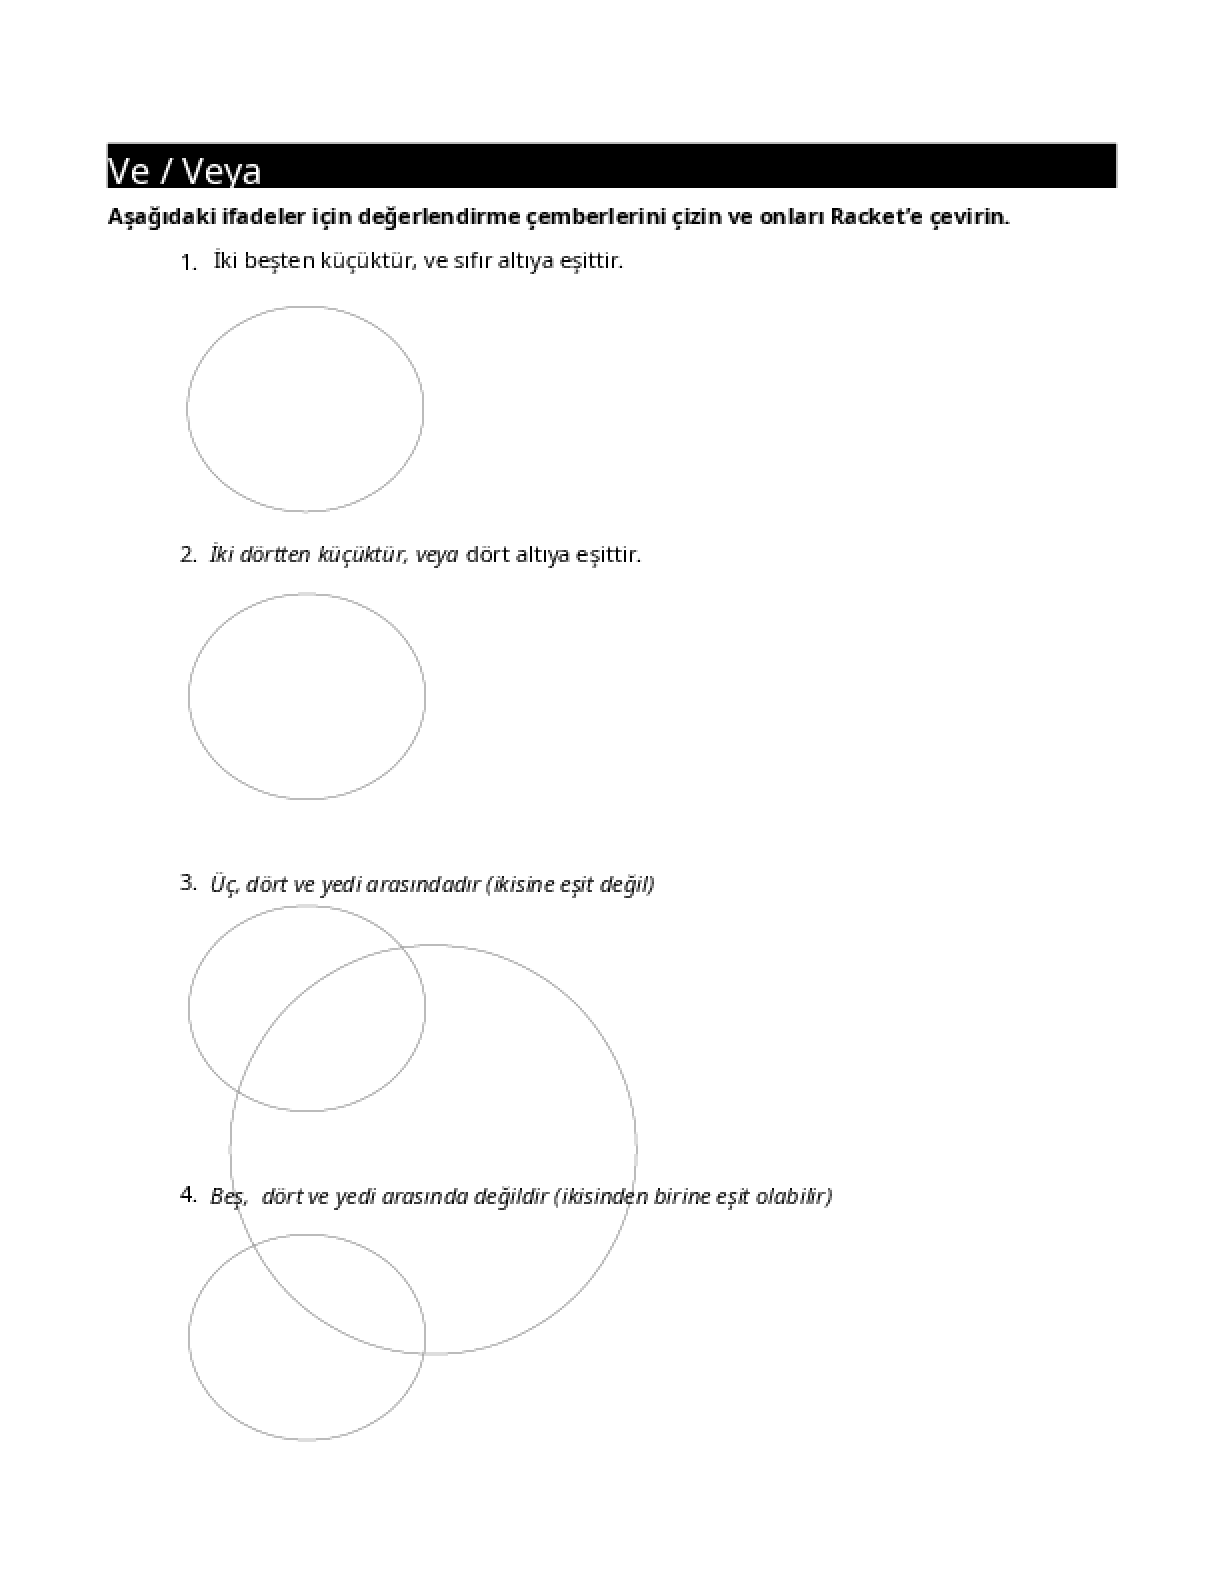 Ve / Veya
Aşağıdaki ifadeler için değerlendirme çemberlerini çizin ve onları Racket’e çevirin.
1. İki beşten küçüktür, ve sıfır altıya eşittir.
2. İki dörtten küçüktür, veya dört altıya eşittir.
3. Üç, dört ve yedi arasındadır (ikisine eşit değil)
4. Beş, dört ve yedi arasında değildir (ikisinden birine eşit olabilir)